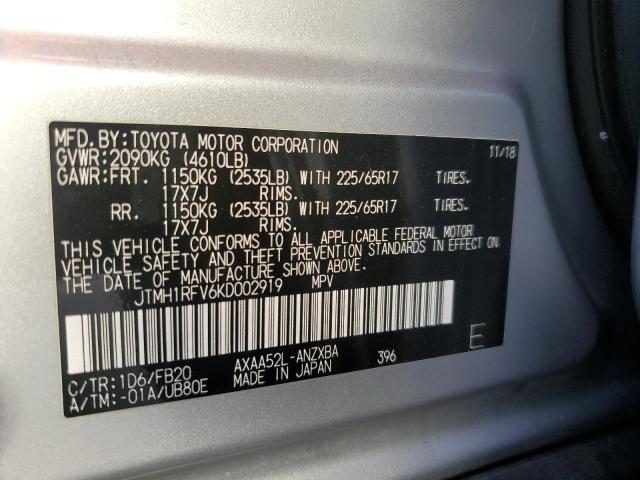 MFD.BY:TOYOTA MOTOR CORPORATION 11/18
GVWR:2090KG (4610LB)
GAWR:FRT. 1150KG (2535LB) WITH 225/65R17 TIRES.
17X7J RIMS.
RR. 1150KG (2535LB) WITH 225/65R17 TIRES.
17X7J RIMS.
THIS VEHICLE CONFORMS TO ALL APPLICABLE FEDERAL MOTOR
VEHICLE SAFETY AND THEFT PREVENTION STANDARDS IN EFFECT ON
THE DATE OF MANUFACTURE SHOWN ABOVE.
JTMH1RFV6KD002919 MPV
C/TR:1D6/FB20 AXAA52L-ANZXBA 396 E
A/TM:-01A/UB80E MADE IN JAPAN